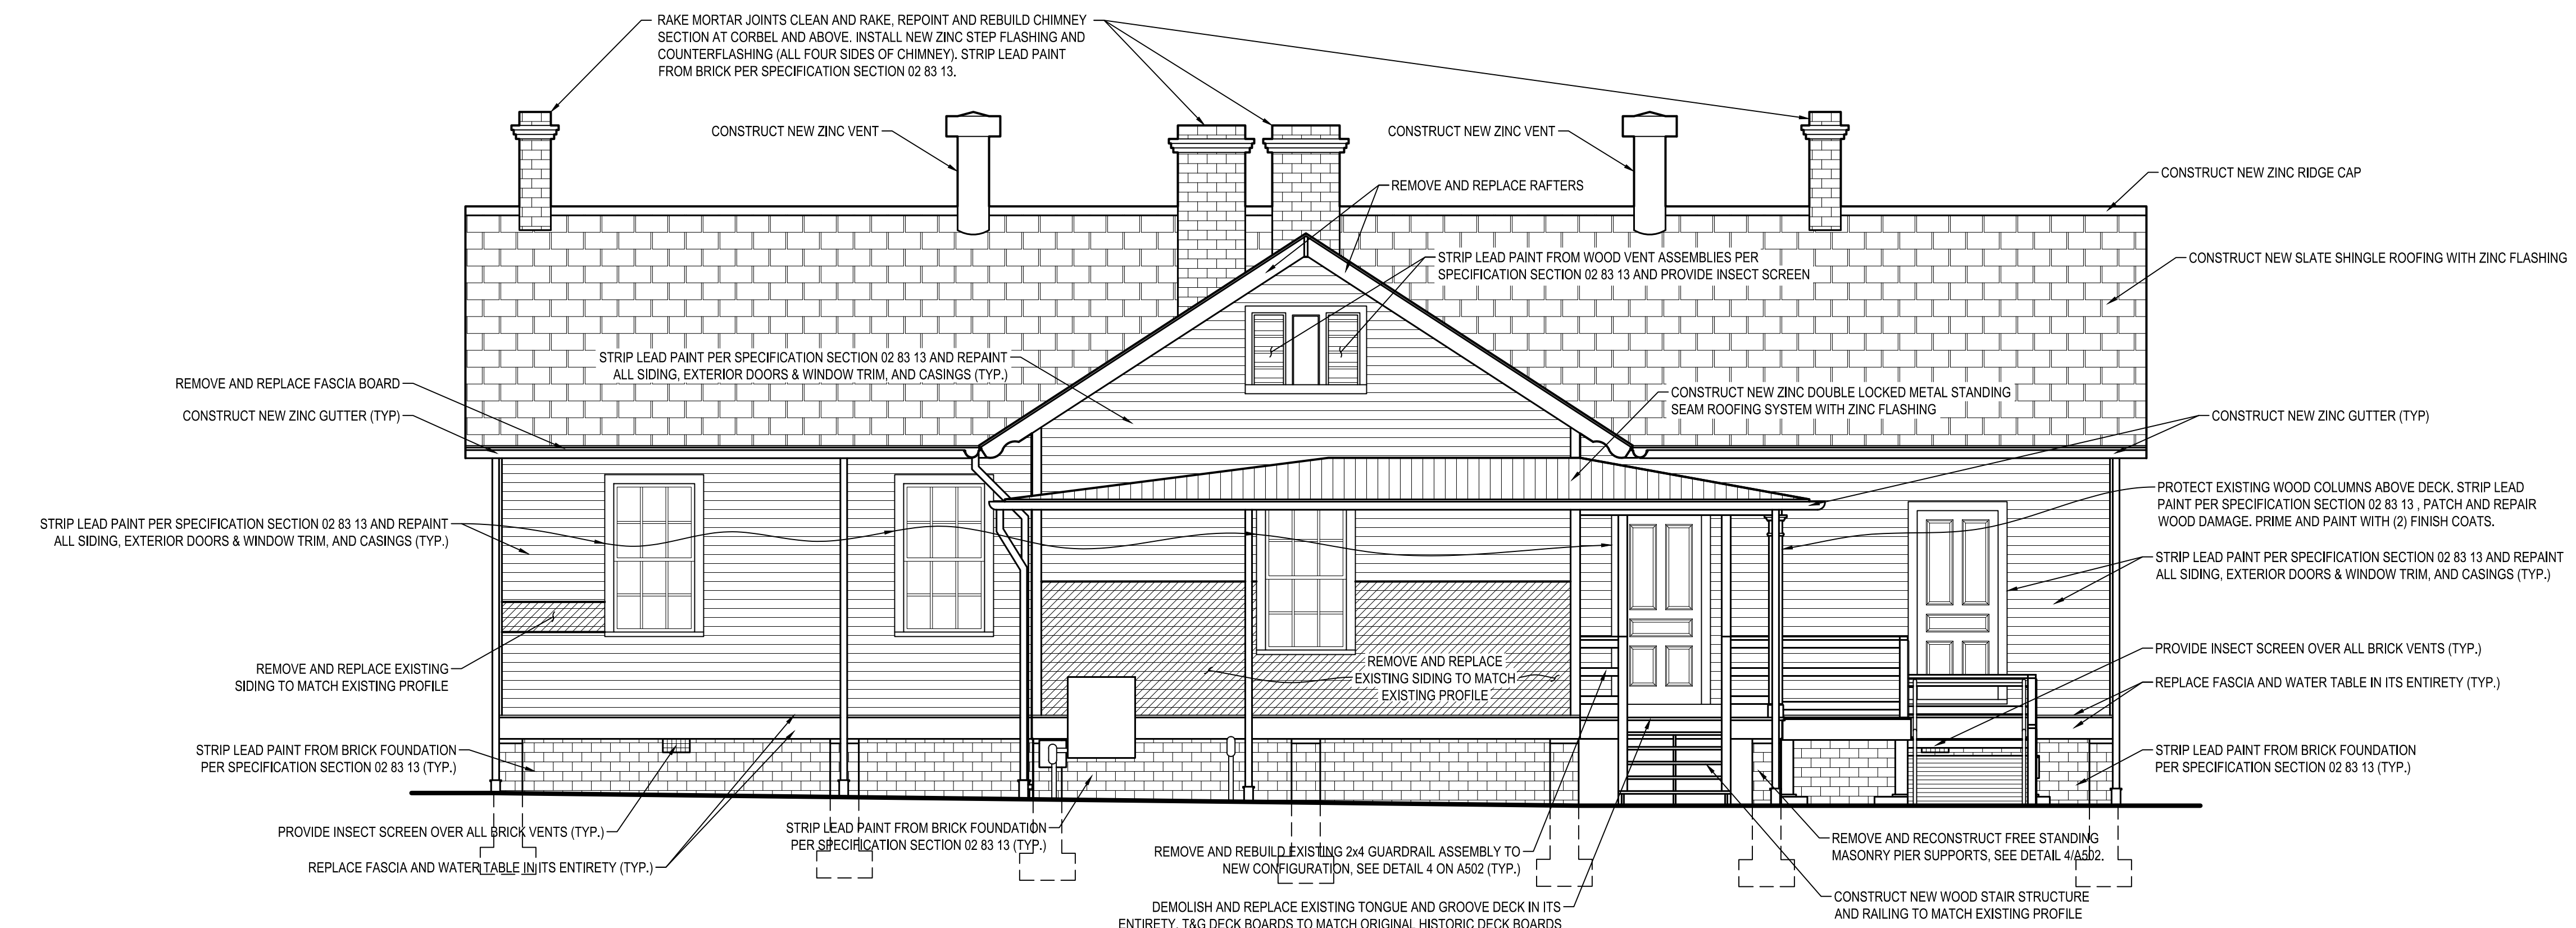 RAKE MORTAR JOINTS CLEAN AND RAKE, REPOINT AND REBUILD CHIMNEY
SECTION AT CORBEL AND ABOVE. INSTALL NEW ZINC STEP FLASHING AND
COUNTERFLASHING (ALL FOUR SIDES OF CHIMNEY). STRIP LEAD PAINT
FROM BRICK PER SPECIFICATION SECTION 02 83 13.
CONSTRUCT NEW ZINC VENT
CONSTRUCT NEW ZINC VENT
REMOVE AND REPLACE RAFTERS
CONSTRUCT NEW ZINC RIDGE CAP
STRIP LEAD PAINT FROM WOOD VENT ASSEMBLIES PER
SPECIFICATION SECTION 02 83 13 AND PROVIDE INSECT SCREEN
CONSTRUCT NEW SLATE SHINGLE ROOFING WITH ZINC FLASHING
STRIP LEAD PAINT PER SPECIFICATION SECTION 02 83 13 AND REPAINT
ALL SIDING, EXTERIOR DOORS & WINDOW TRIM, AND CASINGS (TYP.)
REMOVE AND REPLACE FASCIA BOARD
CONSTRUCT NEW ZINC GUTTER (TYP)
CONSTRUCT NEW ZINC DOUBLE LOCKED METAL STANDING
SEAM ROOFING SYSTEM WITH ZINC FLASHING
CONSTRUCT NEW ZINC GUTTER (TYP)
PROTECT EXISTING WOOD COLUMNS ABOVE DECK. STRIP LEAD
PAINT PER SPECIFICATION SECTION 02 83 13 , PATCH AND REPAIR
WOOD DAMAGE. PRIME AND PAINT WITH (2) FINISH COATS.
STRIP LEAD PAINT PER SPECIFICATION SECTION 02 83 13 AND REPAINT
ALL SIDING, EXTERIOR DOORS & WINDOW TRIM, AND CASINGS (TYP.)
STRIP LEAD PAINT PER SPECIFICATION SECTION 02 83 13 AND REPAINT
ALL SIDING, EXTERIOR DOORS & WINDOW TRIM, AND CASINGS (TYP.)
REMOVE AND REPLACE EXISTING
SIDING TO MATCH EXISTING PROFILE
REMOVE AND REPLACE
EXISTING SIDING TO MATCH
EXISTING PROFILE
PROVIDE INSECT SCREEN OVER ALL BRICK VENTS (TYP.)
REPLACE FASCIA AND WATER TABLE IN ITS ENTIRETY (TYP.)
STRIP LEAD PAINT FROM BRICK FOUNDATION
PER SPECIFICATION SECTION 02 83 13 (TYP.)
STRIP LEAD PAINT FROM BRICK FOUNDATION
PER SPECIFICATION SECTION 02 83 13 (TYP.)
PROVIDE INSECT SCREEN OVER ALL BRICK VENTS (TYP.)
REPLACE FASCIA AND WATER TABLE IN ITS ENTIRETY (TYP.)
STRIP LEAD PAINT FROM BRICK FOUNDATION
PER SPECIFICATION SECTION 02 83 13 (TYP.)
REMOVE AND REBUILD EXISTING 2x4 GUARDRAIL ASSEMBLY TO
NEW CONFIGURATION, SEE DETAIL 4 ON A502 (TYP.)
REMOVE AND RECONSTRUCT FREE STANDING
MASONRY PIER SUPPORTS, SEE DETAIL 4/A502.
CONSTRUCT NEW WOOD STAIR STRUCTURE
AND RAILING TO MATCH EXISTING PROFILE
DEMOLISH AND REPLACE EXISTING TONGUE AND GROOVE DECK IN ITS
ENTIRETY. T&G DECK BOARDS TO MATCH ORIGINAL HISTORIC DECK BOARDS